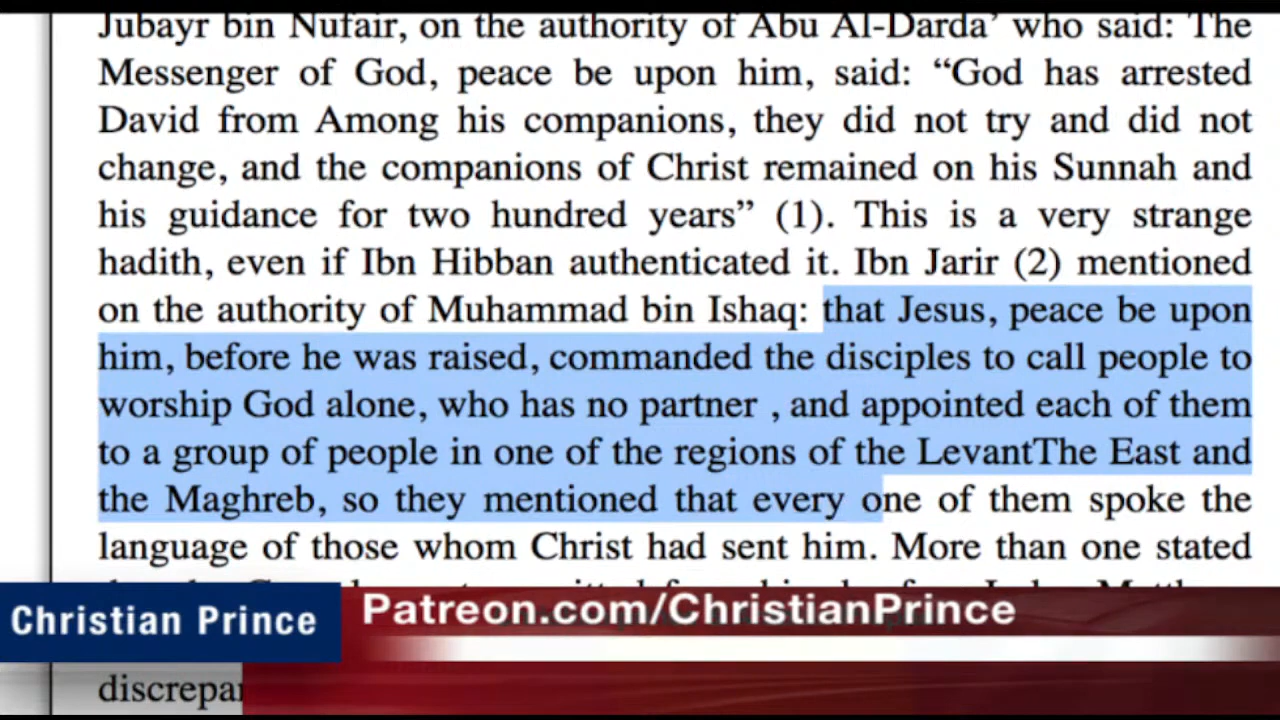 Jubayr bin Nufair, on the authority of Abu Al-Darda’ who said: The
Messenger of God, peace be upon him, said: “God has arrested
David from Among his companions, they did not try and did not
change, and the companions of Christ remained on his Sunnah and
his guidance for two hundred years” (1). This is a very strange
hadith, even if Ibn Hibban authenticated it. Ibn Jarir (2) mentioned
on the authority of Muhammad bin Ishaq: that Jesus, peace be upon
him, before he was raised, commanded the disciples to call people to
worship God alone, who has no partner , and appointed each of them
to a group of people in one of the regions of the LevantThe East and
the Maghreb, so they mentioned that every one of them spoke the
language of those whom Christ had sent him. More than one stated
Christian Prince
Patreon.com/ChristianPrince